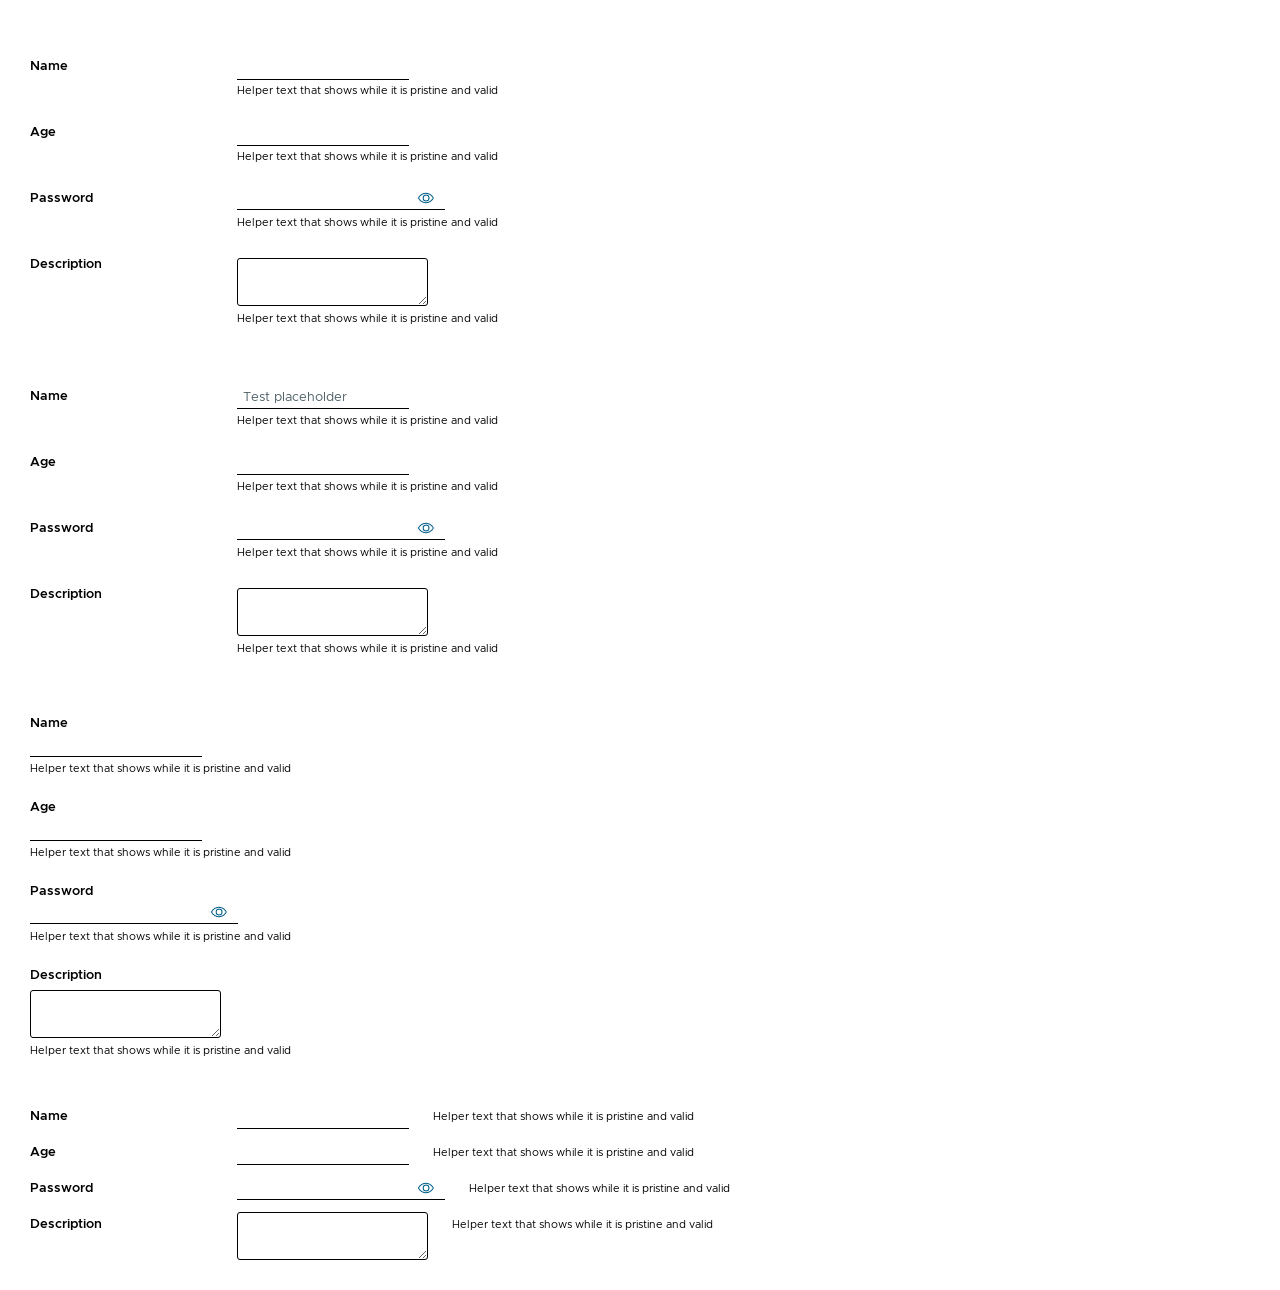 Name
Helper text that shows while it is pristine and valid
Age
Helper text that shows while it is pristine and valid
Password
Helper text that shows while it is pristine and valid
Description
Helper text that shows while it is pristine and valid
Name Test placeholder
Helper text that shows while it is pristine and valid
Age
Helper text that shows while it is pristine and valid
Password
Helper text that shows while it is pristine and valid
Description
Helper text that shows while it is pristine and valid
Name
Helper text that shows while it is pristine and valid
Age
Helper text that shows while it is pristine and valid
Password
Helper text that shows while it is pristine and valid
Description
Helper text that shows while it is pristine and valid
Name Helper text that shows while it is pristine and valid
Age Helper text that shows while it is pristine and valid
Password Helper text that shows while it is pristine and valid
Description Helper text that shows while it is pristine and valid